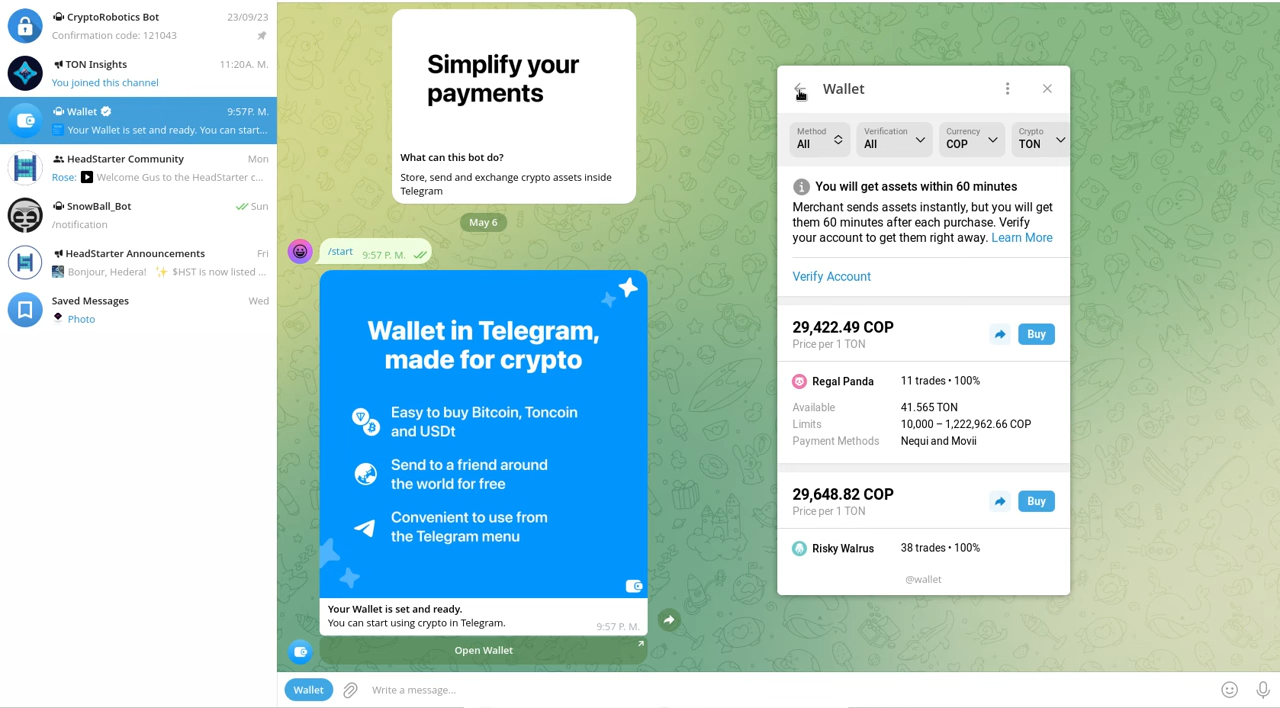 CryptoRobotics Bot
23/09/23
Confirmation code: 121043
TON Insights
11:20 A. M.
You joined this channel
Wallet
9:57 P. M.
Your Wallet is set and ready. You can start...
HeadStarter Community
Mon
Rose: Welcome Gus to the HeadStarter c...
SnowBall_Bot
Sun
/notification
HeadStarter Announcements
Fri
Bonjour, Hedera! ✨ $HST is now listed ...
Saved Messages
Wed
Photo
Simplify your
payments
What can this bot do?
Store, send and exchange crypto assets inside
Telegram
May 6
/start
9:57 P. M.
Wallet in Telegram,
made for crypto
Easy to buy Bitcoin, Toncoin
and USDt
Send to a friend around
the world for free
Convenient to use from
the Telegram menu
Your Wallet is set and ready.
You can start using crypto in Telegram.
9:57 P. M.
Open Wallet
Wallet
Write a message...
Wallet
Method
All
Verification
All
Currency
COP
Crypto
TON
You will get assets within 60 minutes
Merchant sends assets instantly, but you will get
them 60 minutes after each purchase. Verify
your account to get them right away. Learn More
Verify Account
29,422.49 COP
Price per 1 TON
Buy
Regal Panda
11 trades • 100%
Available
41.565 TON
Limits
10,000 – 1,222,962.66 COP
Payment Methods
Nequi and Movii
29,648.82 COP
Price per 1 TON
Buy
Risky Walrus
38 trades • 100%
@wallet